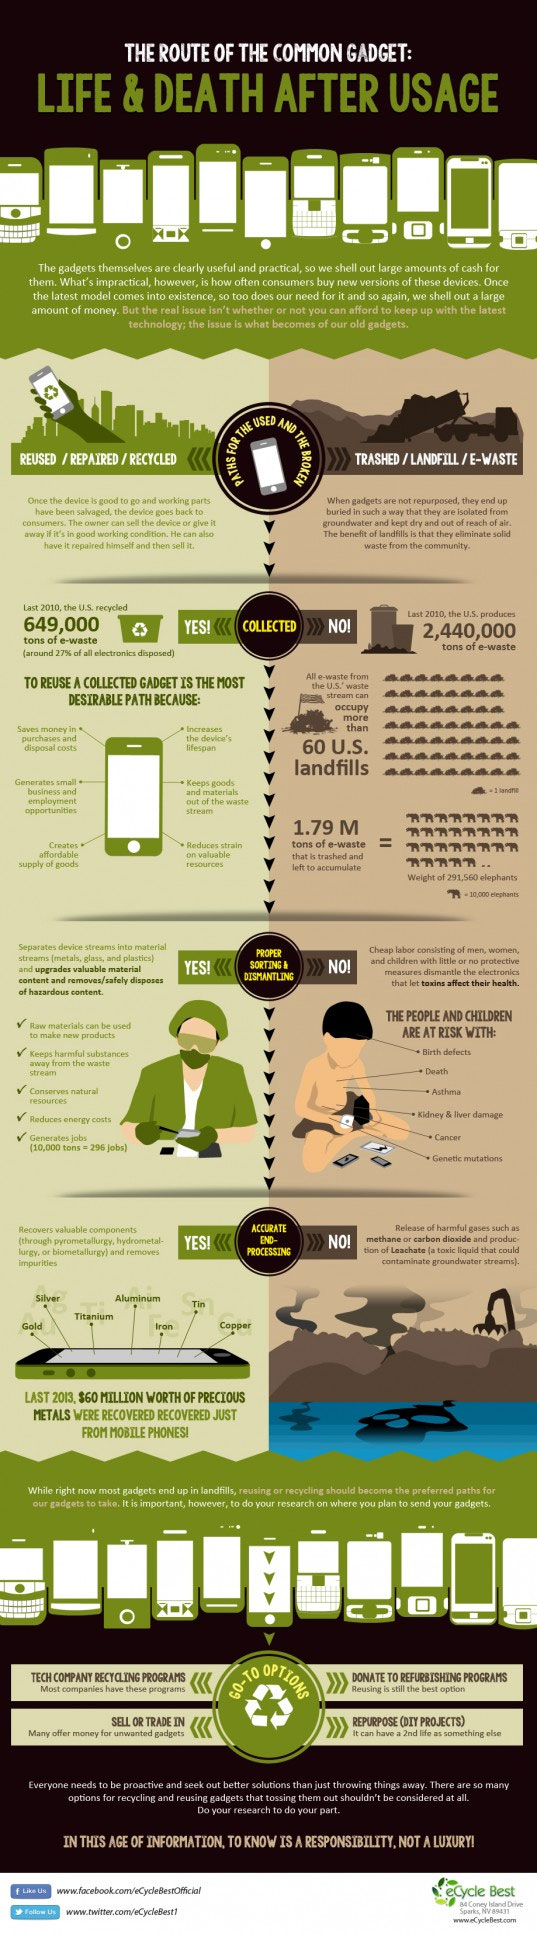 THE ROUTE OF THE COMMON GADGET:
LIFE & DEATH AFTER USAGE
The gadgets themselves are clearly useful and practical, so we shell out large amounts of cash for
them. What's impractical, however, is how often consumers buy new versions of these devices. Once
the latest model comes into existence, so too does our need for it and so again, we shell out a large
amount of money. But the real issue isn't whether or not you can afford to keep up with the latest
technology; the issue is what becomes of our old gadgets.
PATHS FOR THE USED AND THE BROKEN
REUSED / REPAIRED / RECYCLED
TRASHED / LANDFILL / E-WASTE
Once the device is good to go and working parts
have been salvaged, the device goes back to
consumers. The owner can sell the device or give it
away if it's in good working condition. He can also
have it repaired himself and then sell it.
When gadgets are not repurposed, they end up
buried in such a way that they are isolated from
groundwater and kept dry and out of reach of air.
The benefit of landfills is that they eliminate solid
waste from the community.
Last 2010, the U.S. recycled
649,000
tons of e-waste
(around 27% of all electronics disposed)
YES!
COLLECTED
NO!
Last 2010, the U.S. produces
2,440,000
tons of e-waste
TO REUSE A COLLECTED GADGET IS THE MOST
DESIRABLE PATH BECAUSE:
Saves money in
purchases and
disposal costs
Increases
the device's
lifespan
Generates small
business and
employment
opportunities
Keeps goods
and materials
out of the waste
stream
Creates
affordable
supply of goods
Reduces strain
on valuable
resources
All e-waste from
the U.S.' waste
stream can
occupy
more
than
60 U.S.
landfills
= 1 landfill
1.79 M
tons of e-waste
that is trashed and
left to accumulate
=
Weight of 291,560 elephants
= 10,000 elephants
Separates device streams into material
streams (metals, glass, and plastics)
and upgrades valuable material
content and removes/safely disposes
of hazardous content.
YES!
PROPER
SORTING &
DISMANTLING
NO!
Cheap labor consisting of men, women,
and children with little or no protective
measures dismantle the electronics
that let toxins affect their health.
Raw materials can be used
to make new products
Keeps harmful substances
away from the waste
stream
Conserves natural
resources
Reduces energy costs
Generates jobs
(10,000 tons = 296 jobs)
THE PEOPLE AND CHILDREN
ARE AT RISK WITH:
Birth defects
Death
Asthma
Kidney & liver damage
Cancer
Genetic mutations
Recovers valuable components
(through pyrometallurgy, hydrometal-
lurgy, or biometallurgy) and removes
impurities
YES!
ACCURATE
END-
PROCESSING
NO!
Release of harmful gases such as
methane or carbon dioxide and produc-
tion of Leachate (a toxic liquid that could
contaminate groundwater streams).
Silver
Aluminum
Tin
Gold
Titanium
Iron
Copper
LAST 2013, $60 MILLION WORTH OF PRECIOUS
METALS WERE RECOVERED RECOVERED JUST
FROM MOBILE PHONES!
While right now most gadgets end up in landfills, reusing or recycling should become the preferred paths for
our gadgets to take. It is important, however, to do your research on where you plan to send your gadgets.
GO-TO OPTIONS
TECH COMPANY RECYCLING PROGRAMS
Most companies have these programs
DONATE TO REFURBISHING PROGRAMS
Reusing is still the best option
SELL OR TRADE IN
Many offer money for unwanted gadgets
REPURPOSE (DIY PROJECTS)
It can have a 2nd life as something else
Everyone needs to be proactive and seek out better solutions than just throwing things away. There are so many
options for recycling and reusing gadgets that tossing them out shouldn't be considered at all.
Do your research to do your part.
IN THIS AGE OF INFORMATION, TO KNOW IS A RESPONSIBILITY, NOT A LUXURY!
Like Us
www.facebook.com/eCycleBestOfficial
Follow Us
www.twitter.com/eCycleBest1
eCycle Best
84 Coney Island Drive
Sparks, NV 89431
www.eCycleBest.com